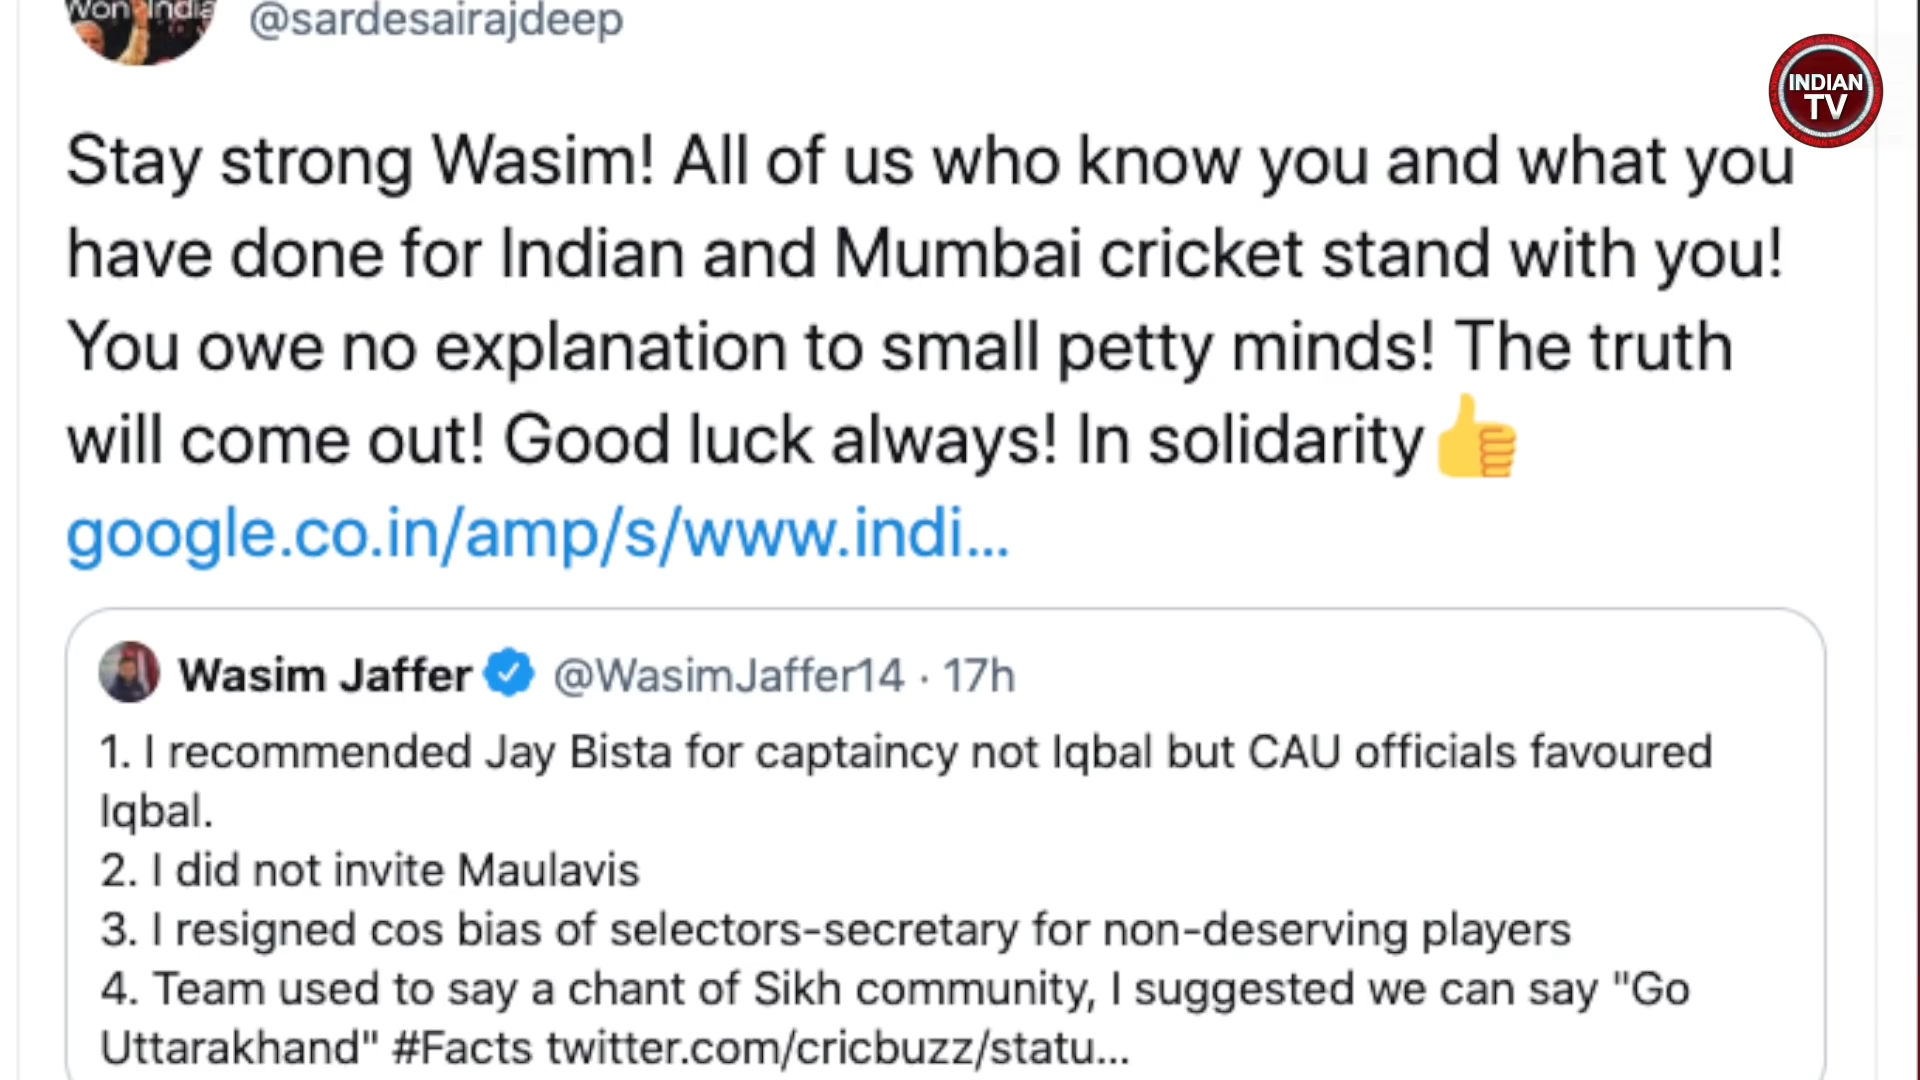 Won India
@sardesairajdeep
INDIAN
TV
Stay strong Wasim! All of us who know you and what you
have done for Indian and Mumbai cricket stand with you!
You owe no explanation to small petty minds! The truth
will come out! Good luck always! In solidarity👍
google.co.in/amp/s/www.indi...
Wasim Jaffer @WasimJaffer14 · 17h
1. I recommended Jay Bista for captaincy not Iqbal but CAU officials favoured
Iqbal.
2. I did not invite Maulavis
3. I resigned cos bias of selectors-secretary for non-deserving players
4. Team used to say a chant of Sikh community, I suggested we can say "Go
Uttarakhand" #Facts twitter.com/cricbuzz/statu...